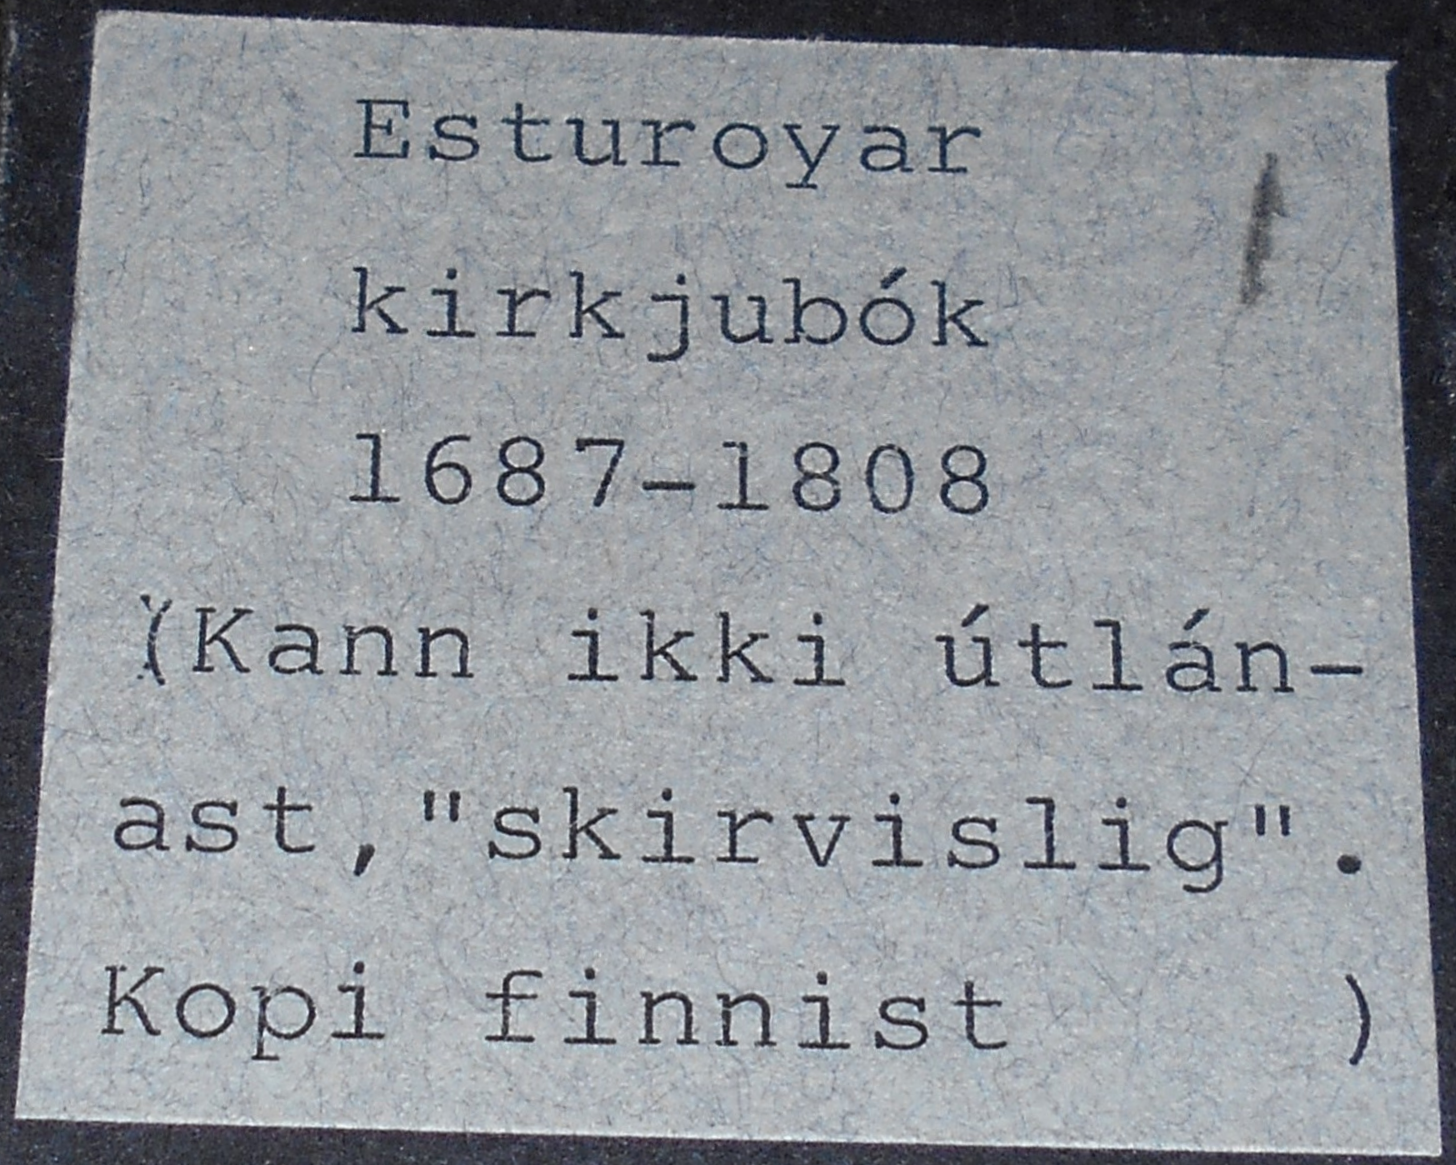 Esturoyar
kirkjubók
1687-1808
(Kann ikki útlán-
ast,"skirvislig".
Kopi finnist )